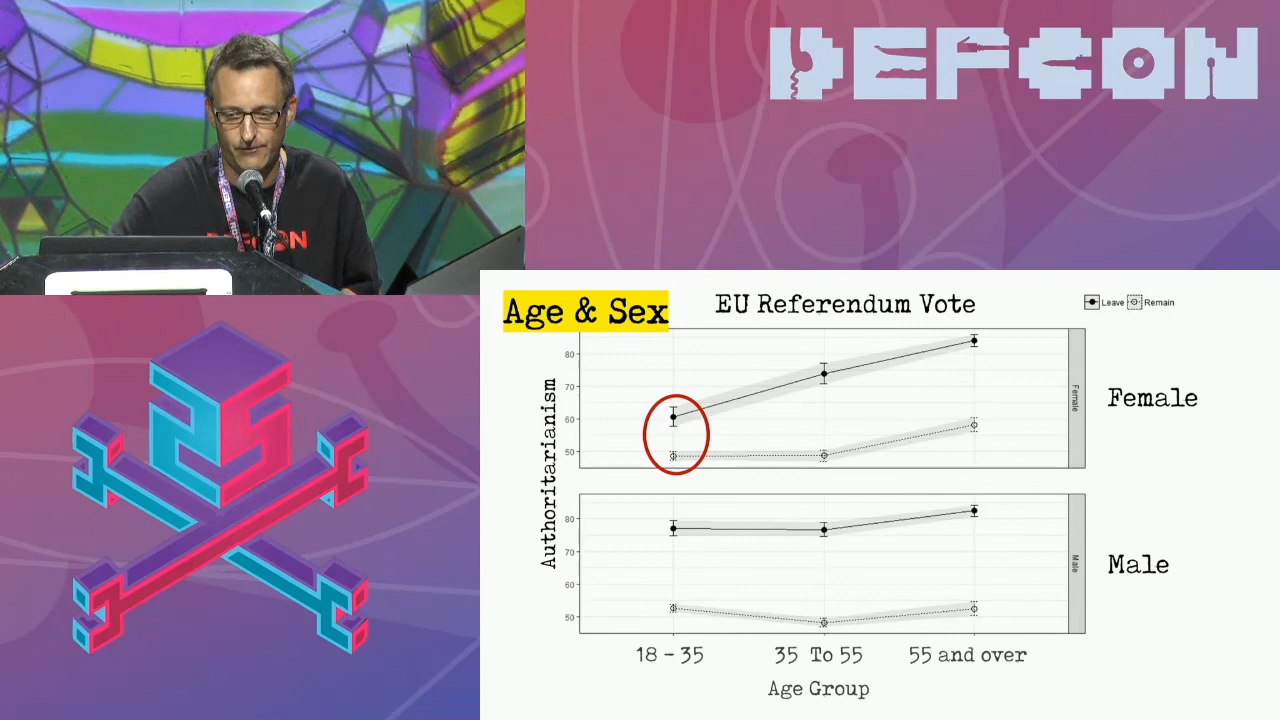 DEFCON
DEFCON
Age & Sex
EU Referendum Vote
Leave
Remain
Authoritarianism
80
70
60
50
Female
Female
80
70
60
50
Male
Male
18 - 35
35 To 55
55 and over
Age Group